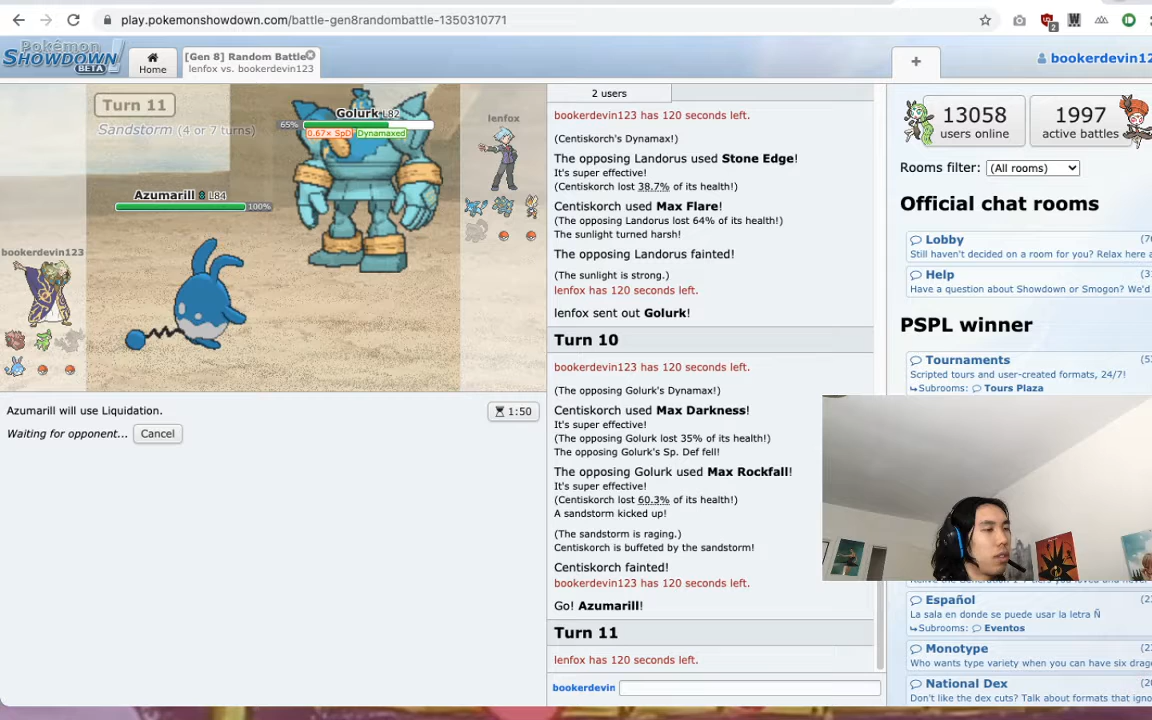 play.pokemonshowdown.com/battle-gen8randombattle-1350310771
2
Pokémon
SHOWDOWN
BETA
Home
[Gen 8] Random Battle
lenfox vs. bookerdevin123
+
bookerdevin12
Turn 11
Sandstorm (4 or 7 turns)
Golurk L82
65%
0.67× SpD Dynamaxed
lenfox
Azumarill L84
100%
bookerdevin123
Azumarill will use Liquidation.
1:50
Waiting for opponent...
Cancel
2 users
bookerdevin123 has 120 seconds left.
(Centiskorch's Dynamax!)
The opposing Landorus used Stone Edge!
It's super effective!
(Centiskorch lost 38.7% of its health!)
Centiskorch used Max Flare!
(The opposing Landorus lost 64% of its health!)
The sunlight turned harsh!
The opposing Landorus fainted!
(The sunlight is strong.)
lenfox has 120 seconds left.
lenfox sent out Golurk!
Turn 10
bookerdevin123 has 120 seconds left.
(The opposing Golurk's Dynamax!)
Centiskorch used Max Darkness!
It's super effective!
(The opposing Golurk lost 35% of its health!)
The opposing Golurk's Sp. Def fell!
The opposing Golurk used Max Rockfall!
It's super effective!
(Centiskorch lost 60.3% of its health!)
A sandstorm kicked up!
(The sandstorm is raging.)
Centiskorch is buffeted by the sandstorm!
Centiskorch fainted!
bookerdevin123 has 120 seconds left.
Go! Azumarill!
Turn 11
lenfox has 120 seconds left.
bookerdevin
13058
users online
1997
active battles
Rooms filter: (All rooms)
Official chat rooms
Lobby
Still haven't decided on a room for you? Relax here a
Help
Have a question about Showdown or Smogon? We'd
PSPL winner
Tournaments
Scripted tours and user-created formats, 24/7!
Subrooms: Tours Plaza
Español
La sala en donde se puede usar la letra Ñ
Subrooms: Eventos
Monotype
Who wants type variety when you can have six drag
National Dex
Don't like the dex cuts? Talk about formats that igno